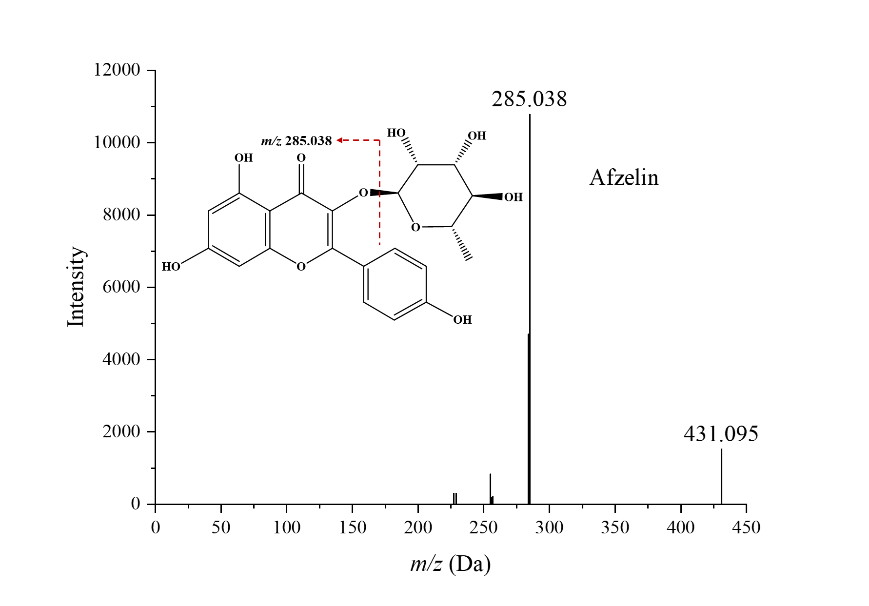 12000
10000
8000
6000
4000
2000
0
Intensity
0 50 100 150 200 250 300 350 400 450
m/z (Da)
285.038
431.095
Afzelin
m/z 285.038
OH
O
HO
OH
O
OH
O
HO
O
OH